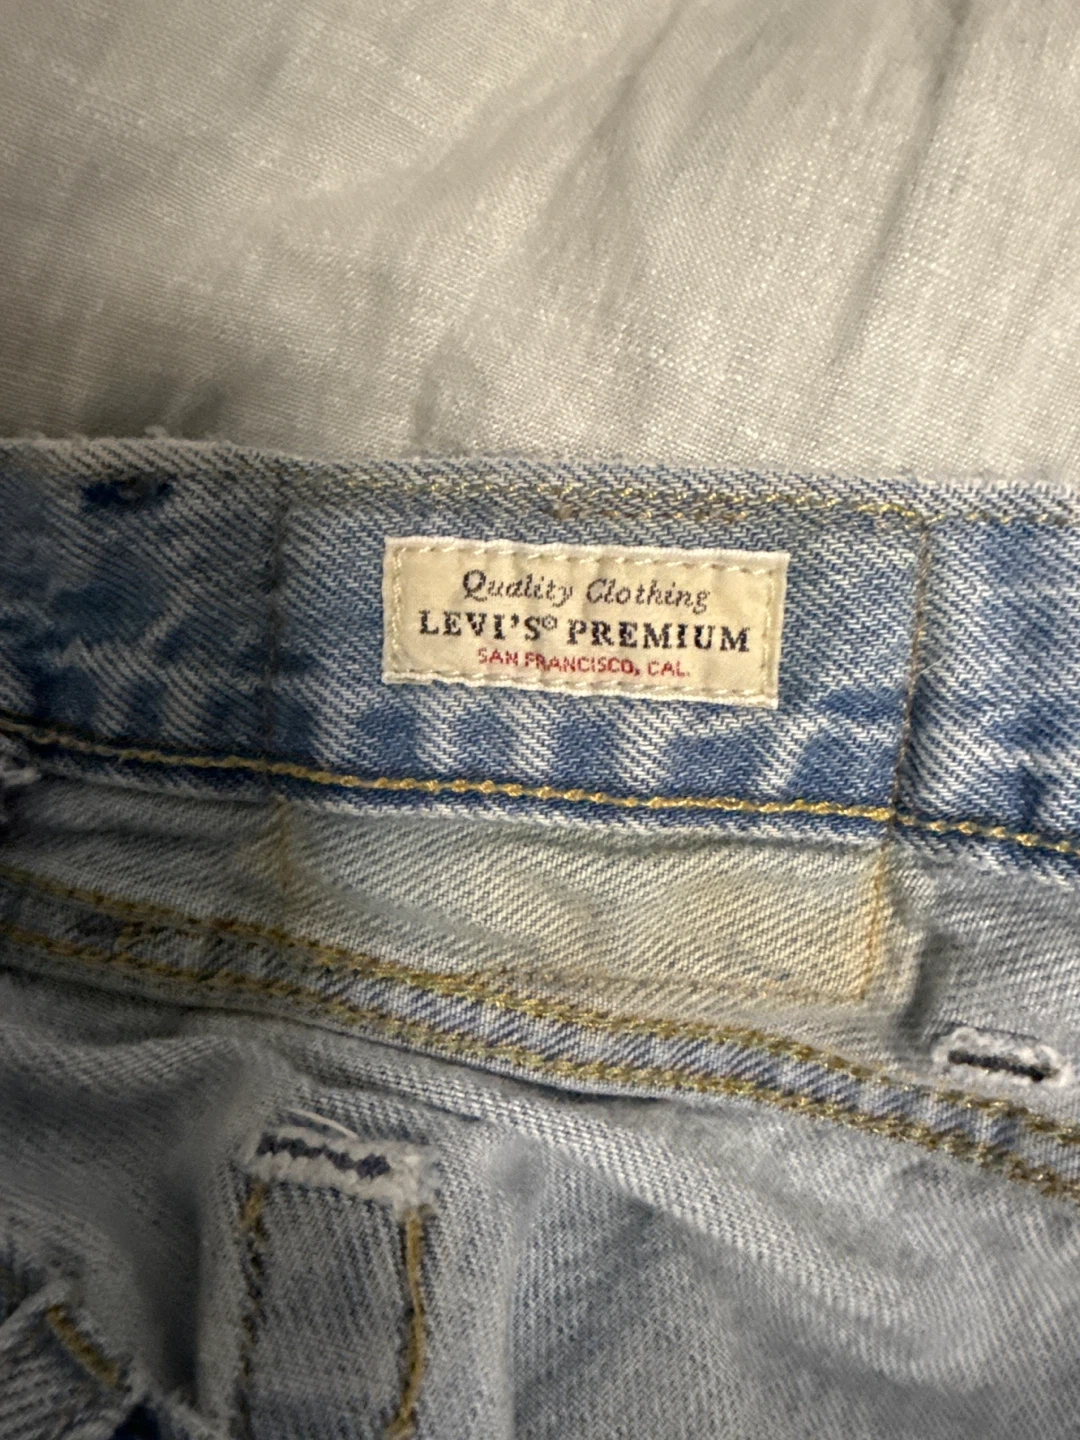 Quality Clothing
LEVI'S® PREMIUM
SAN FRANCISCO, CAL.